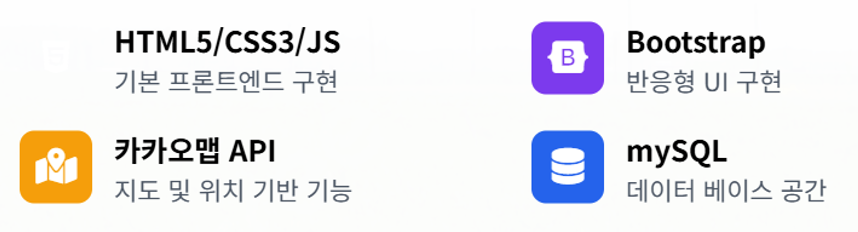 HTML5/CSS3/JS
기본 프론트엔드 구현
Bootstrap
반응형 UI 구현
카카오맵 API
지도 및 위치 기반 기능
mySQL
데이터 베이스 공간